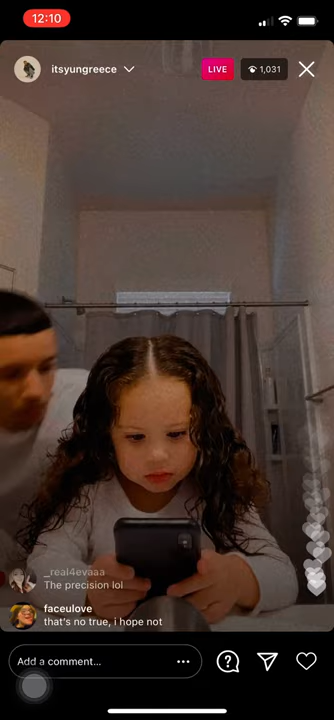 12:10
itsyungreece
LIVE
1,031
_real4evaaa
The precision lol
faceulove
that's no true, i hope not
Add a comment...